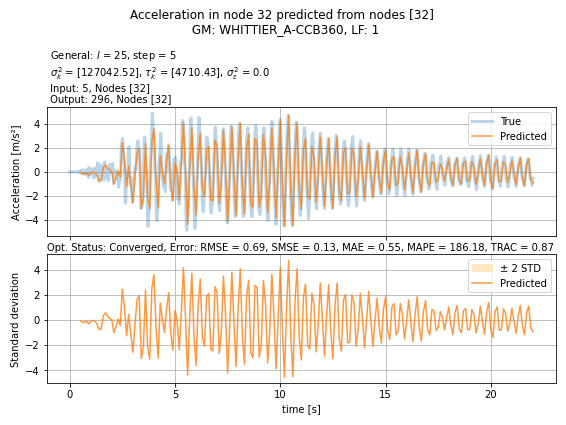 Acceleration in node 32 predicted from nodes [32]
GM: WHITTIER_A-CCB360, LF: 1
General: l = 25, step = 5
σ²ₖ = [127042.52], τ²ₖ = [4710.43], σ²ₑ = 0.0
Input: 5, Nodes [32]
Output: 296, Nodes [32]
Acceleration [m/s²]
4
2
0
−2
−4
True
Predicted
Opt. Status: Converged, Error: RMSE = 0.69, SMSE = 0.13, MAE = 0.55, MAPE = 186.18, TRAC = 0.87
Standard deviation
4
2
0
−2
−4
± 2 STD
Predicted
0 5 10 15 20
time [s]